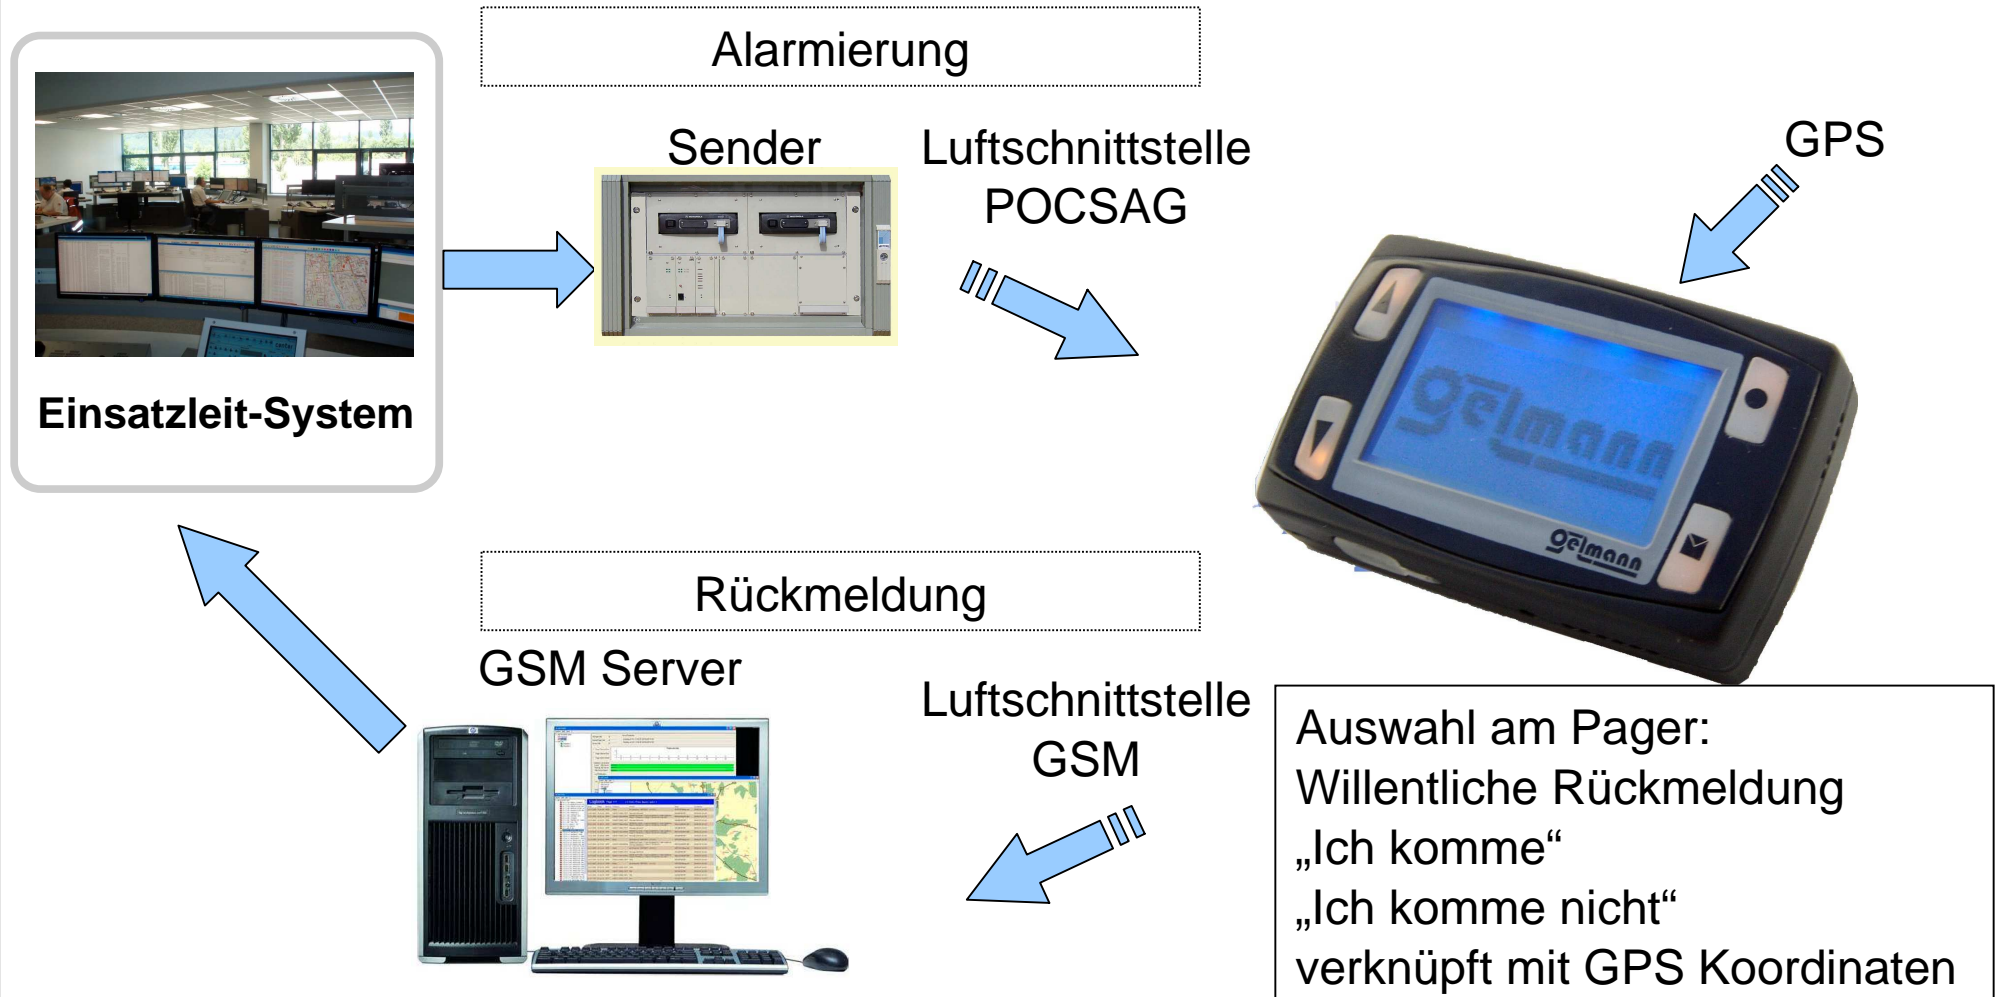 Alarmierung
Sender
Luftschnittstelle
POCSAG
GPS
Einsatzleit-System
gelmann
gelmann
Rückmeldung
GSM Server
Luftschnittstelle
GSM
Auswahl am Pager:
Willentliche Rückmeldung
„Ich komme“
„Ich komme nicht“
verknüpft mit GPS Koordinaten